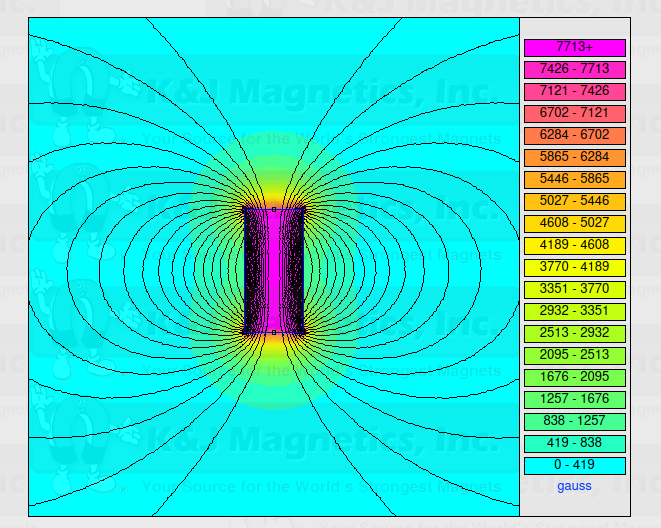 7713+
7426 - 7713
7121 - 7426
6702 - 7121
6284 - 6702
5865 - 6284
5446 - 5865
5027 - 5446
4608 - 5027
4189 - 4608
3770 - 4189
3351 - 3770
2932 - 3351
2513 - 2932
2095 - 2513
1676 - 2095
1257 - 1676
838 - 1257
419 - 838
0 - 419
gauss
K&J Magnetics, Inc.
Your Source for the World's Strongest Magnets
K&J Magnetics, Inc.
Your Source for the World's Strongest Magnets